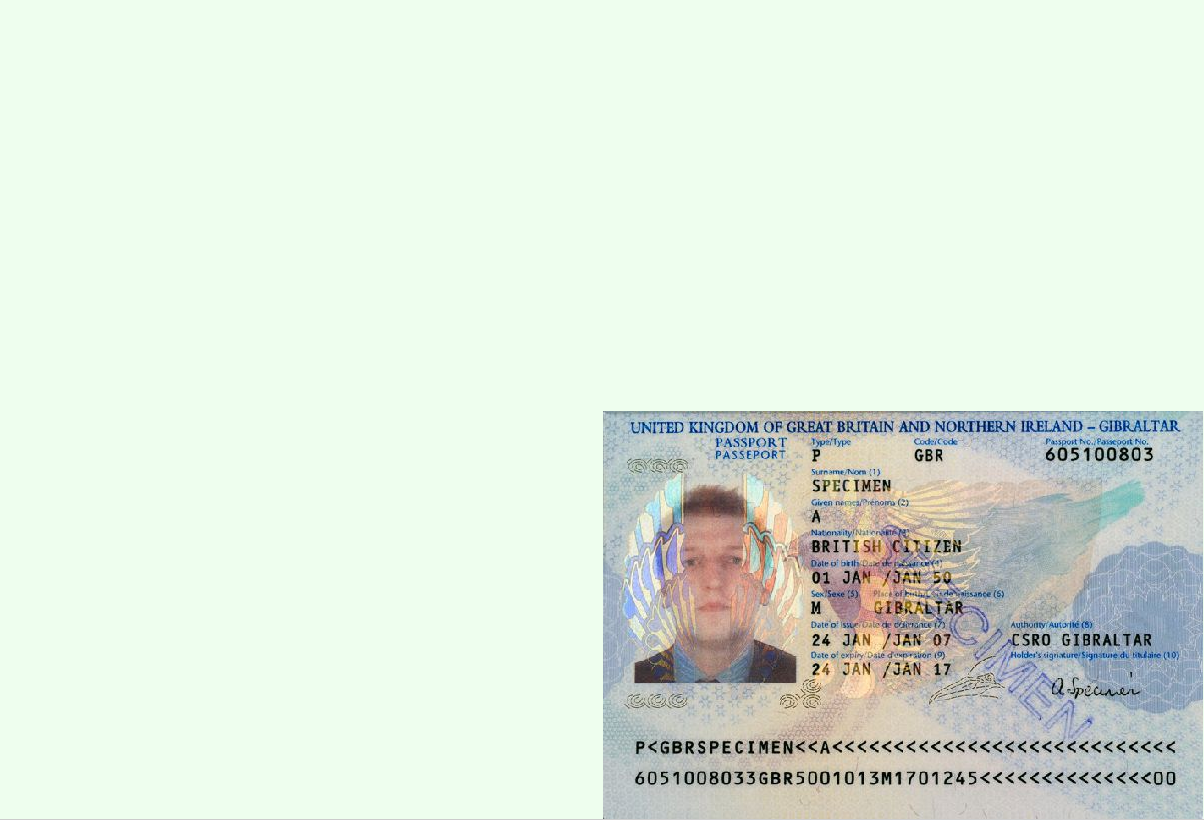 UNITED KINGDOM OF GREAT BRITAIN AND NORTHERN IRELAND – GIBRALTAR
PASSPORT Type/Type Code/Code Passport No./Passeport No.
PASSEPORT P GBR 605100803
Surname/Nom (1)
SPECIMEN
Given names/Prénoms (2)
A
Nationality/Nationalité (3)
BRITISH CITIZEN
Date of birth/Date de naissance (4)
01 JAN /JAN 50
Sex/Sexe (5) Place of birth/Lieu de naissance (6)
M GIBRALTAR
Date of issue/Date de délivrance (7) Authority/Autorité (8)
24 JAN /JAN 07 CSRO GIBRALTAR
Date of expiry/Date d'expiration (9) Holder's signature/Signature du titulaire (10)
24 JAN /JAN 17
A Specimen
SPECIMEN
P<GBRSPECIMEN<<A<<<<<<<<<<<<<<<<<<<<<<<<<<<<
6051008033GBR5001013M1701245<<<<<<<<<<<<<<00